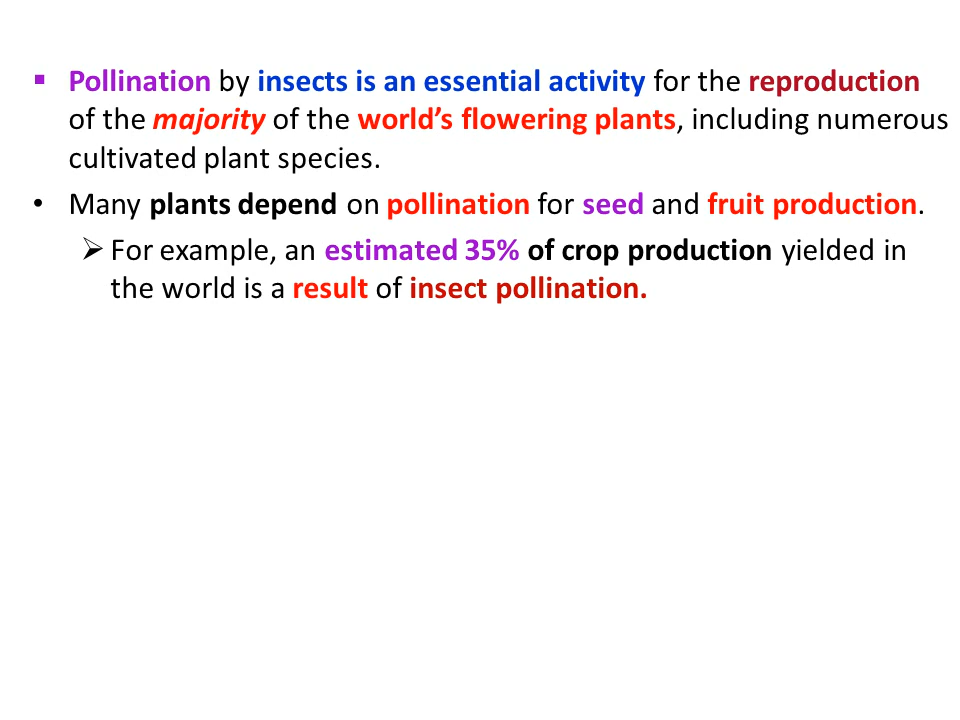 ▪ Pollination by insects is an essential activity for the reproduction
of the majority of the world’s flowering plants, including numerous
cultivated plant species.
• Many plants depend on pollination for seed and fruit production.
➢ For example, an estimated 35% of crop production yielded in
the world is a result of insect pollination.